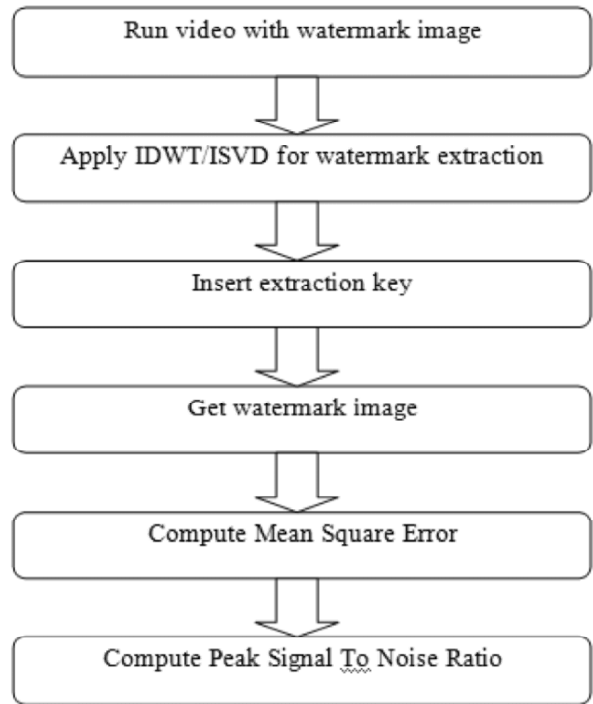 Run video with watermark image
Apply IDWT/ISVD for watermark extraction
Insert extraction key
Get watermark image
Compute Mean Square Error
Compute Peak Signal To Noise Ratio